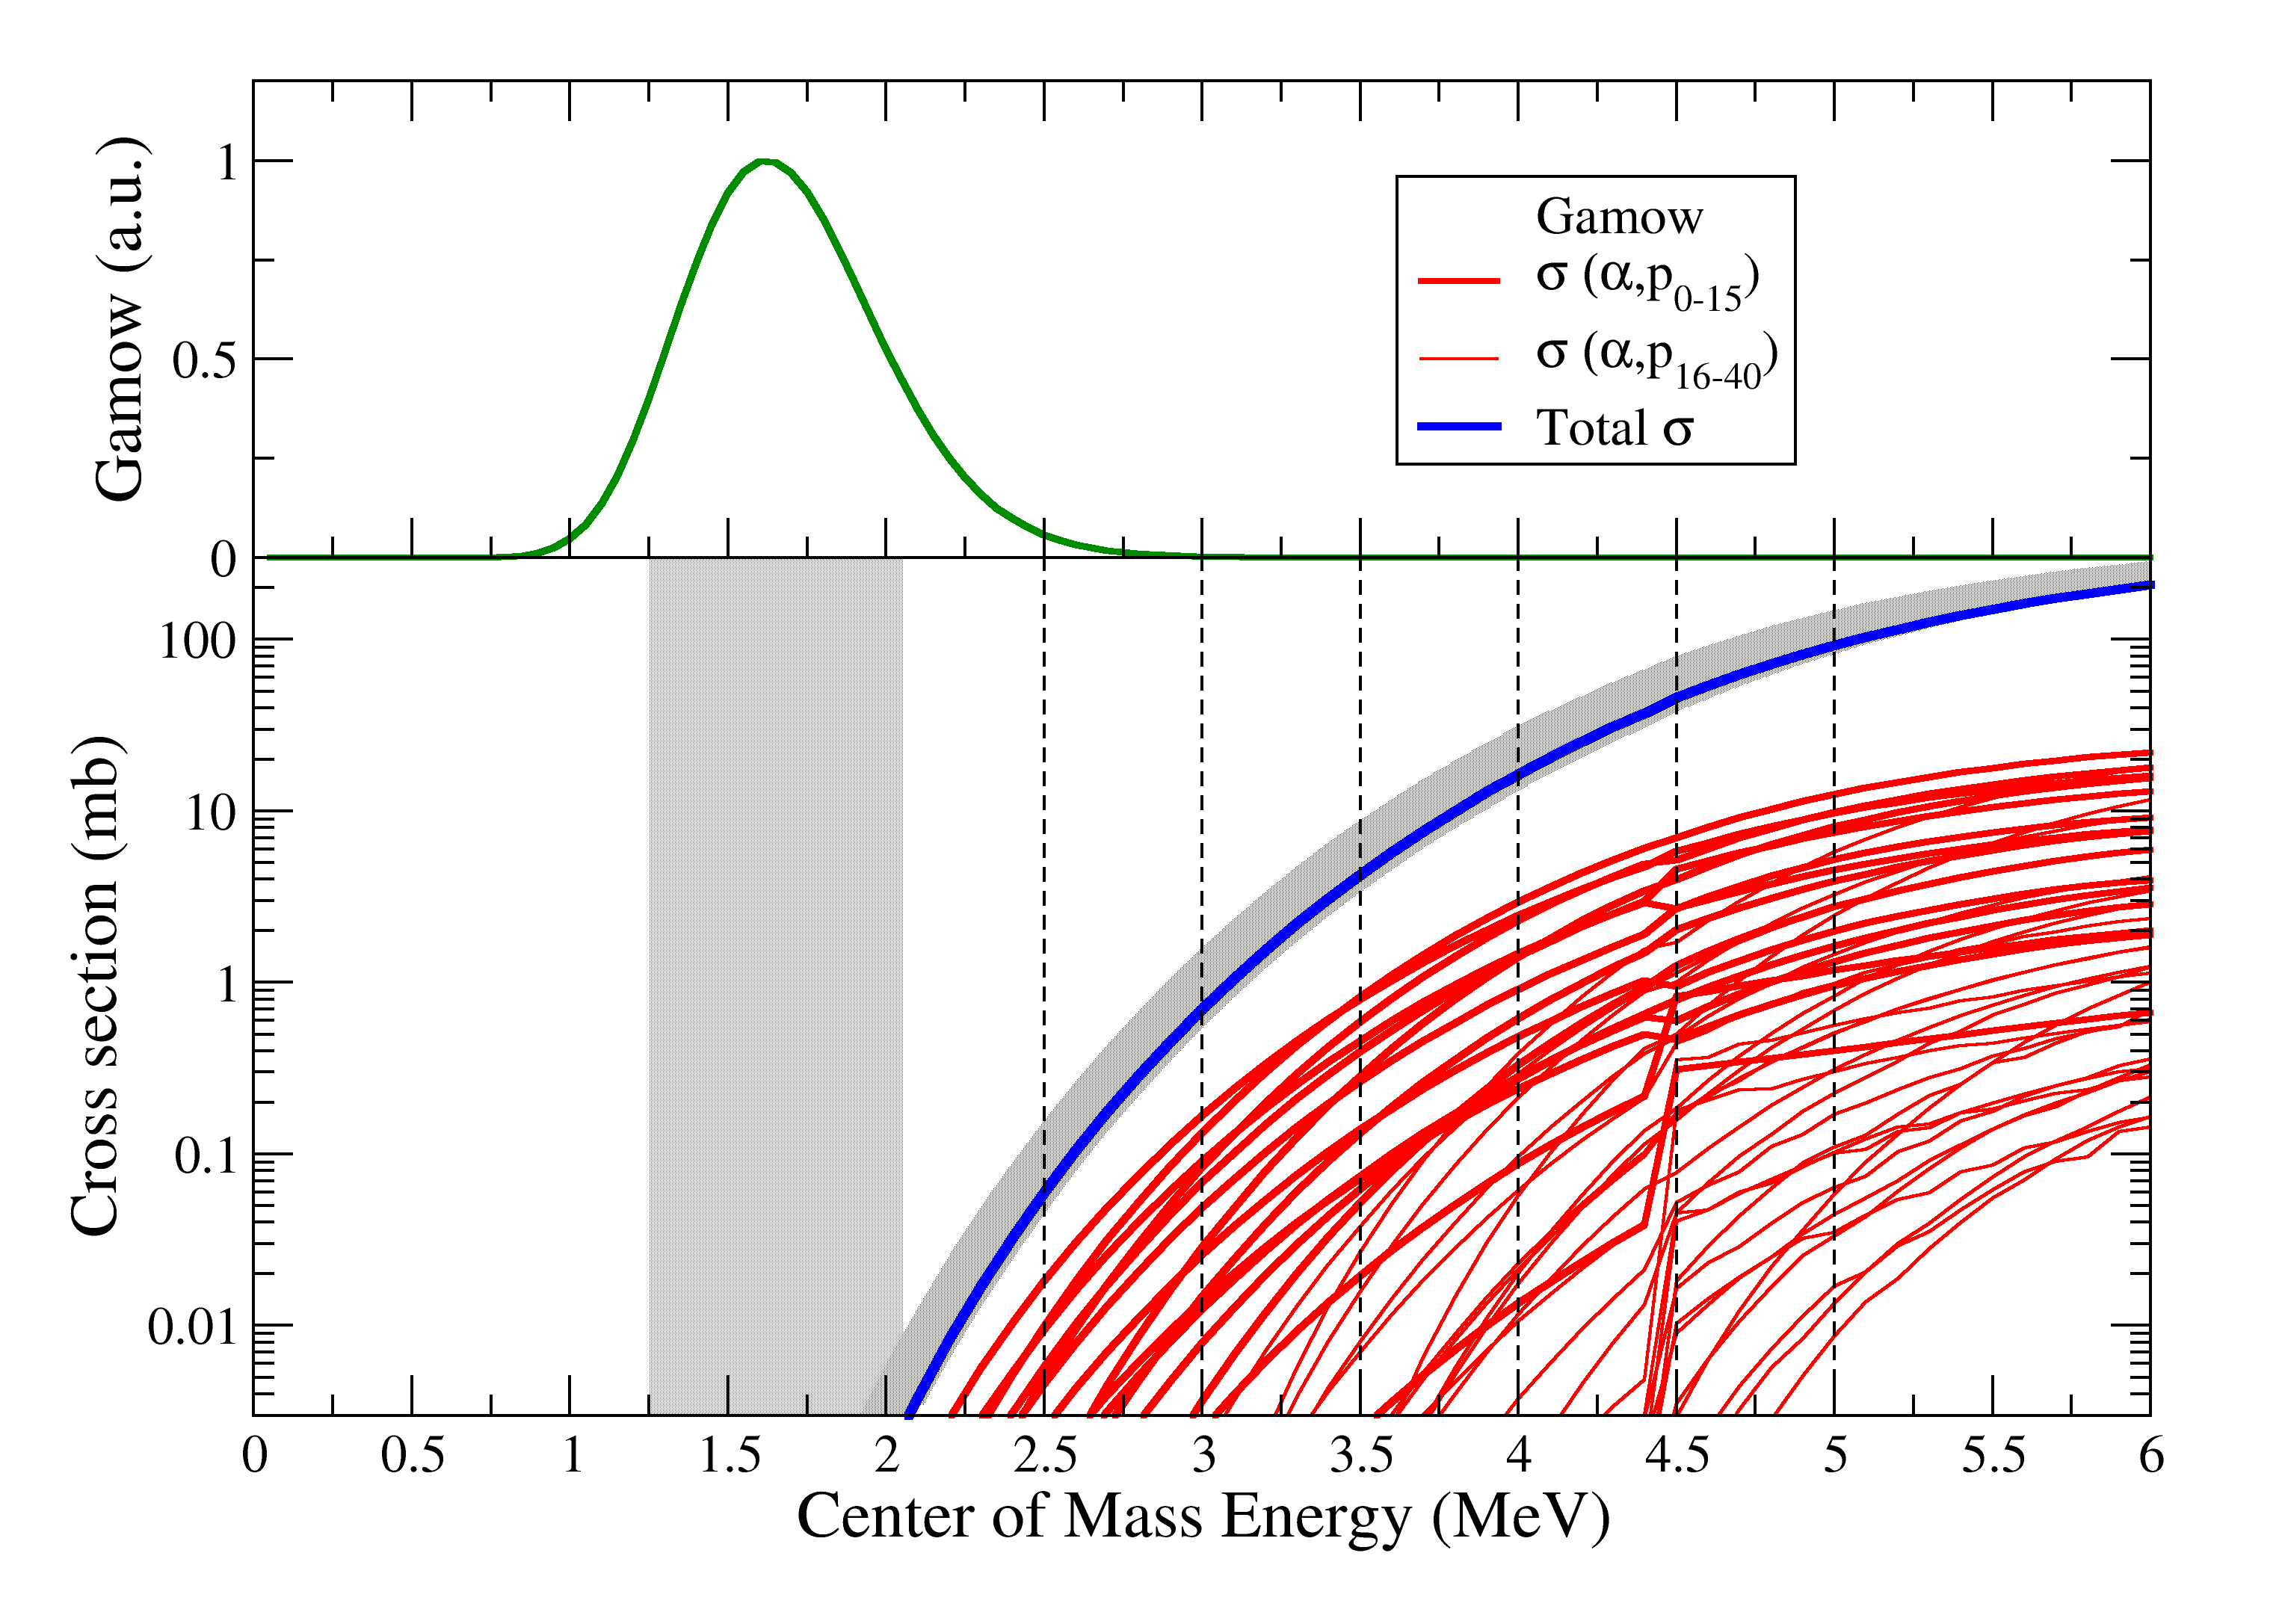 Gamow (a.u.)
1
0.5
0
Gamow
σ (α,p0-15)
σ (α,p16-40)
Total σ
Cross section (mb)
100
10
1
0.1
0.01
0 0.5 1 1.5 2 2.5 3 3.5 4 4.5 5 5.5 6
Center of Mass Energy (MeV)